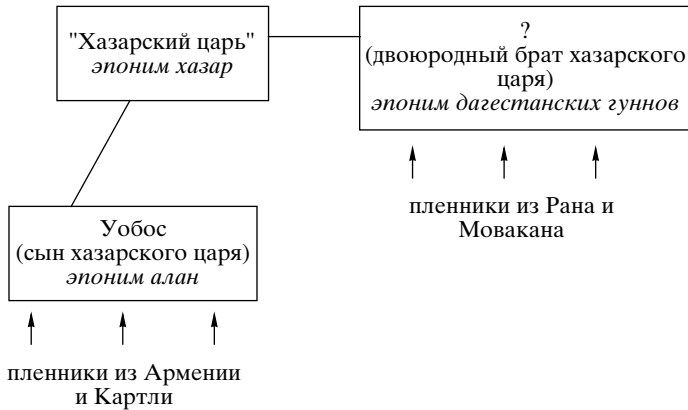 "Хазарский царь"
эпоним хазар
?
(двоюродный брат хазарского
царя)
эпоним дагестанских гуннов
пленники из Рана и
Мовакана
Уобос
(сын хазарского царя)
эпоним алан
пленники из Армении
и Картли